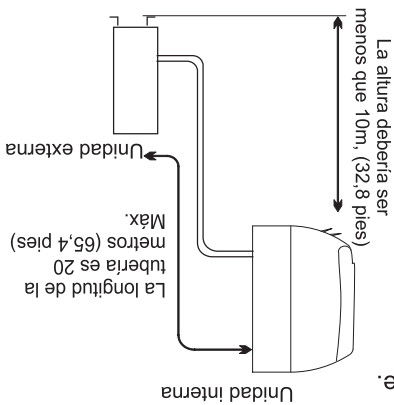 La altura debería ser
menos que 10m, (32,8 pies)
Unidad externa
La longitud de la
tubería es 20
metros (65,4 pies)
Máx.
Unidad interna
e.